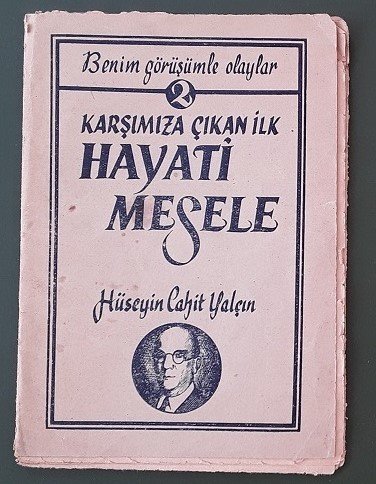 Benim görüşümle olaylar
2
KARŞIMIZA ÇIKAN İLK
HAYATİ
MESELE
Hüseyin Cahit Yalçın